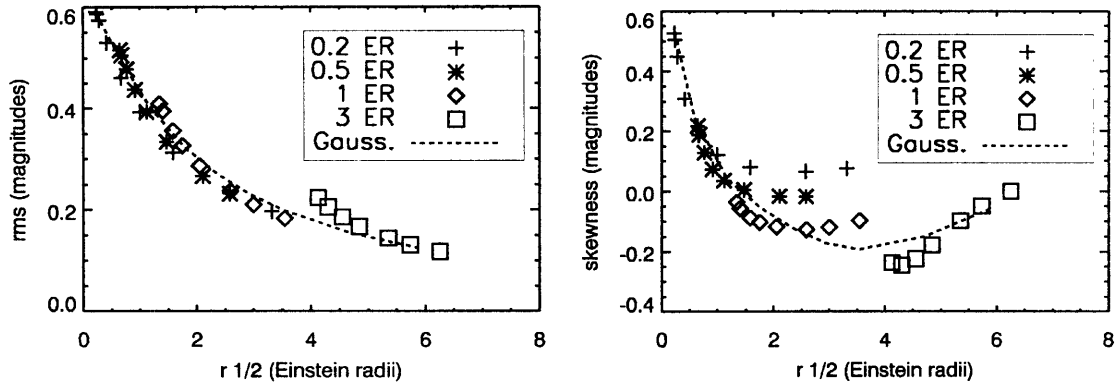 0.6
0.4
0.2
0.0
rms (magnitudes)
0.2 ER
0.5 ER
1 ER
3 ER
Gauss.
0 2 4 6 8
r 1/2 (Einstein radii)
0.6
0.4
0.2
0.0
-0.2
-0.4
skewness (magnitudes)
0.2 ER
0.5 ER
1 ER
3 ER
Gauss.
0 2 4 6 8
r 1/2 (Einstein radii)